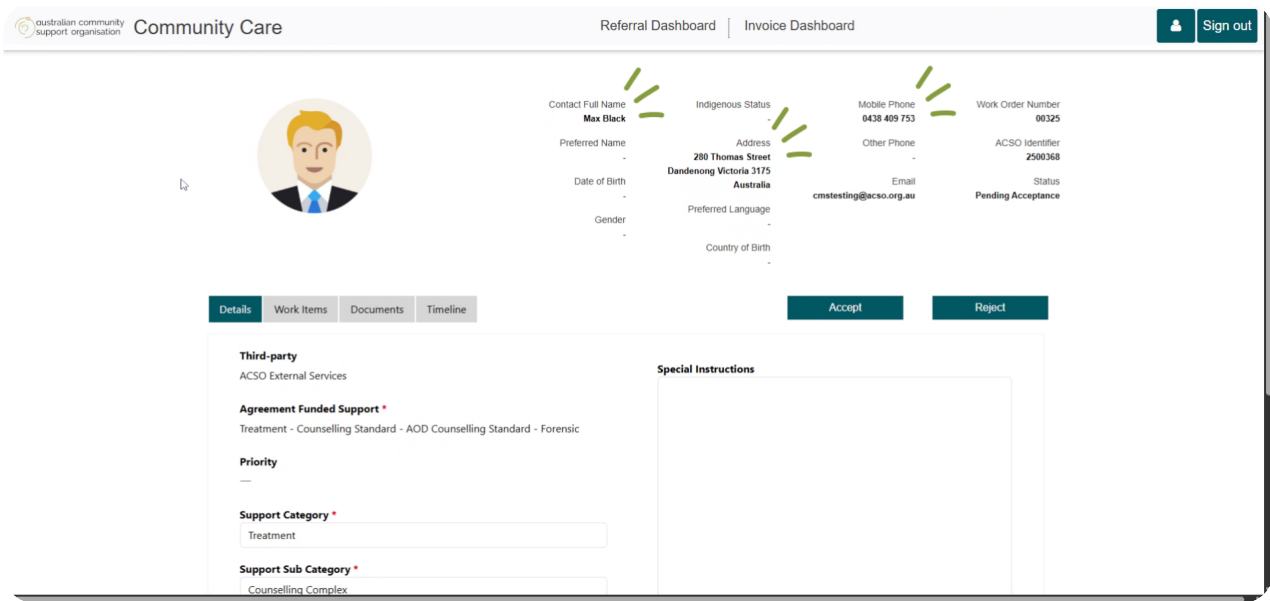 australian community
support organisation
Community Care
Referral Dashboard
Invoice Dashboard
Sign out
Contact Full Name
Max Black
Preferred Name
-
Date of Birth
-
Gender
-
Indigenous Status
-
Address
280 Thomas Street
Dandenong Victoria 3175
Australia
Preferred Language
-
Country of Birth
-
Mobile Phone
0438 409 753
Other Phone
-
Email
cmstesting@acso.org.au
Work Order Number
00325
ACSO Identifier
2500368
Status
Pending Acceptance
Details
Work Items
Documents
Timeline
Accept
Reject
Third-party
ACSO External Services
Agreement Funded Support *
Treatment - Counselling Standard - AOD Counselling Standard - Forensic
Priority
—
Support Category *
Treatment
Support Sub Category *
Counselling Complex
Special Instructions